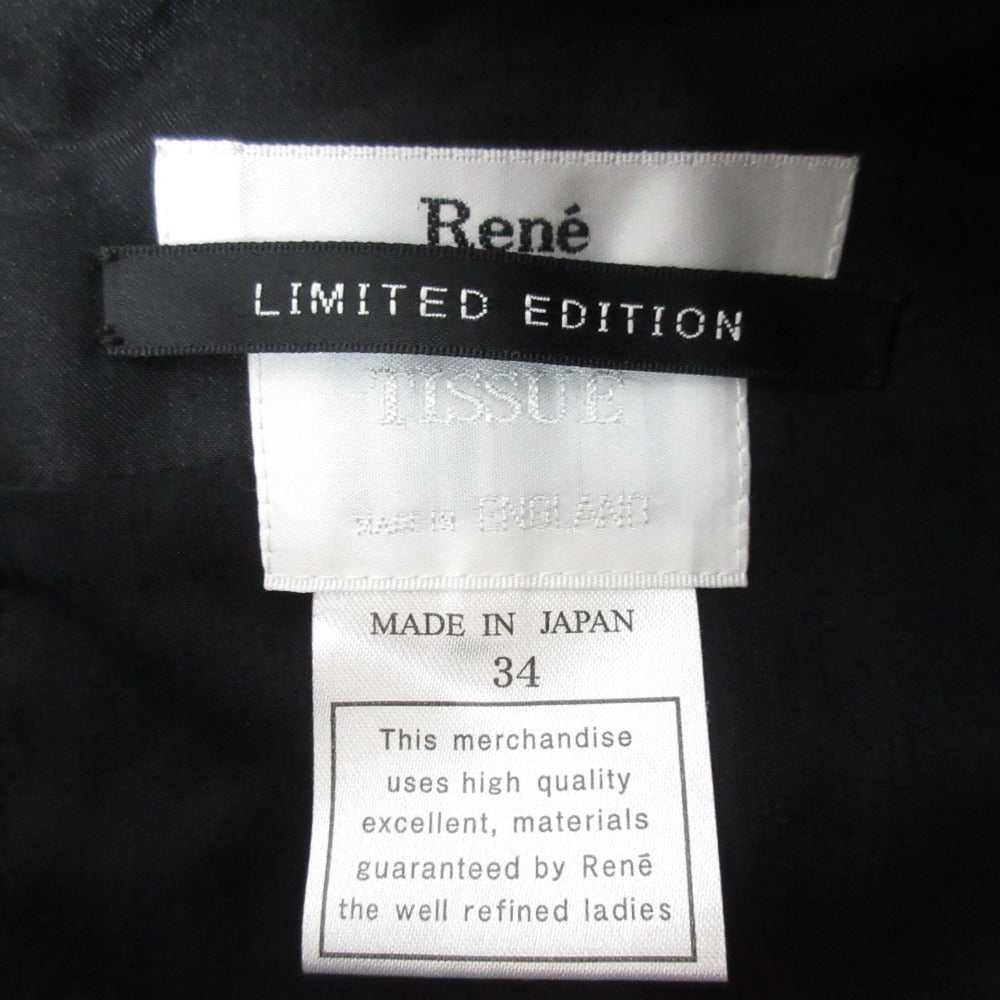 René
LIMITED EDITION
TISSUE
MADE IN ENGLAND
MADE IN JAPAN
34
This merchandise
uses high quality
excellent, materials
guaranteed by René
the well refined ladies